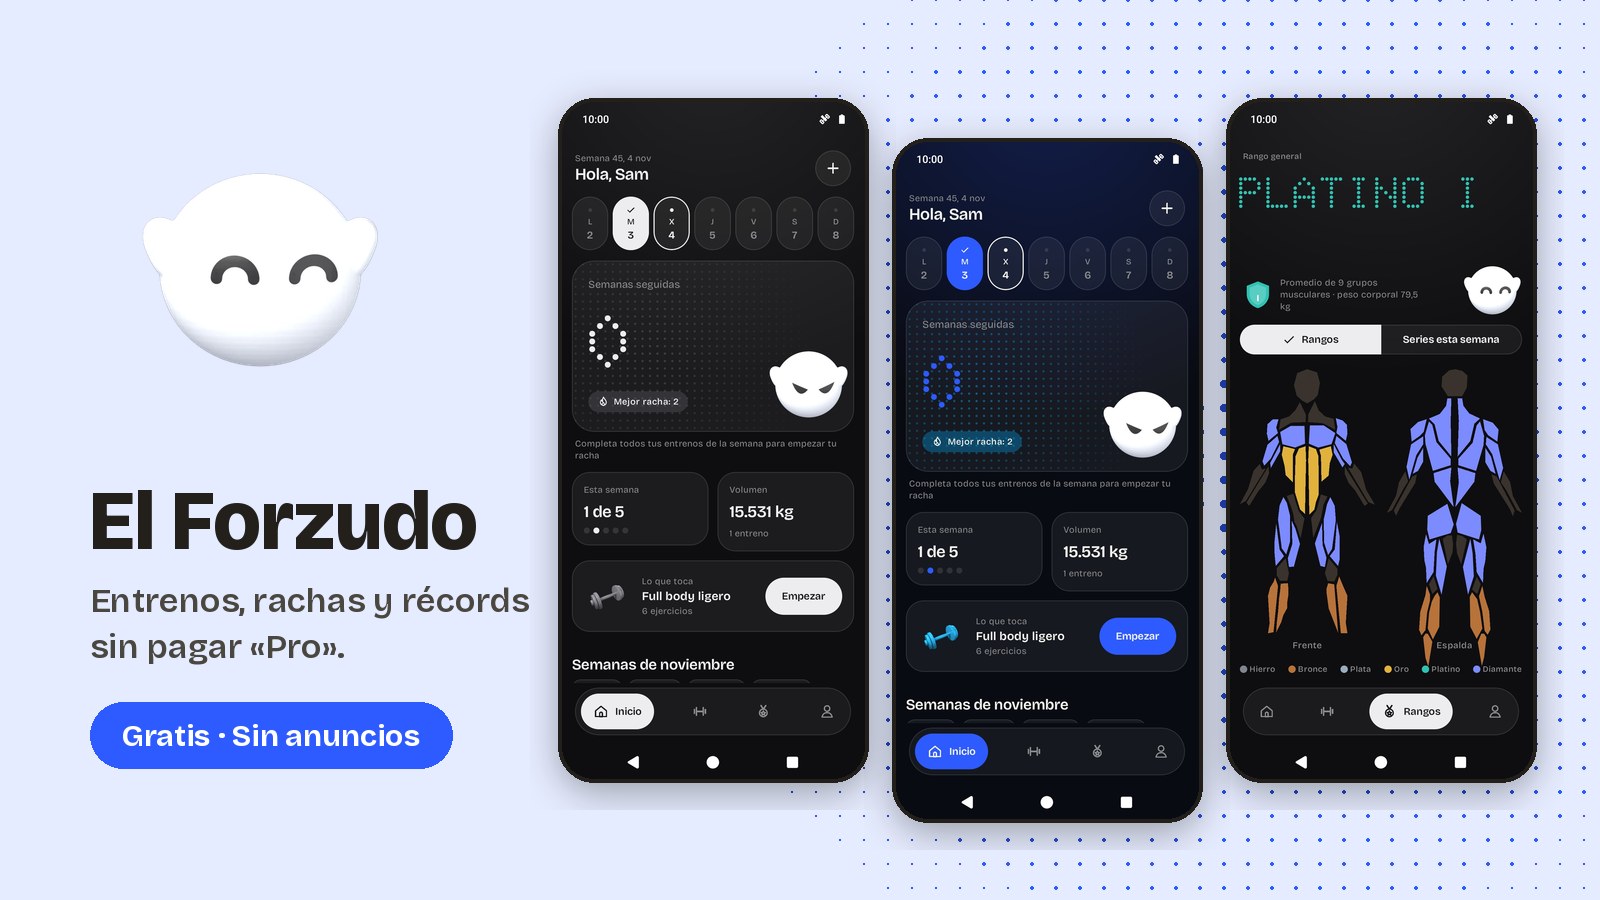 El Forzudo
Entrenos, rachas y récords
sin pagar «Pro».
Gratis · Sin anuncios
10:00
Semana 45, 4 nov
Hola, Sam
L M X J V S D
2 3 4 5 6 7 8
Semanas seguidas
0
Mejor racha: 2
Completa todos tus entrenos de la semana para empezar tu
racha
Esta semana
1 de 5
Volumen
15.531 kg
1 entreno
Lo que toca
Full body ligero
6 ejercicios
Empezar
Semanas de noviembre
Inicio
10:00
Semana 45, 4 nov
Hola, Sam
L M X J V S D
2 3 4 5 6 7 8
Semanas seguidas
0
Mejor racha: 2
Completa todos tus entrenos de la semana para empezar tu
racha
Esta semana
1 de 5
Volumen
15.531 kg
1 entreno
Lo que toca
Full body ligero
6 ejercicios
Empezar
Semanas de noviembre
Inicio
10:00
Rango general
PLATINO I
I
Promedio de 9 grupos
musculares · peso corporal 79,5
kg
Rangos
Series esta semana
Frente
Espalda
Hierro Bronce Plata Oro Platino Diamante
Rangos